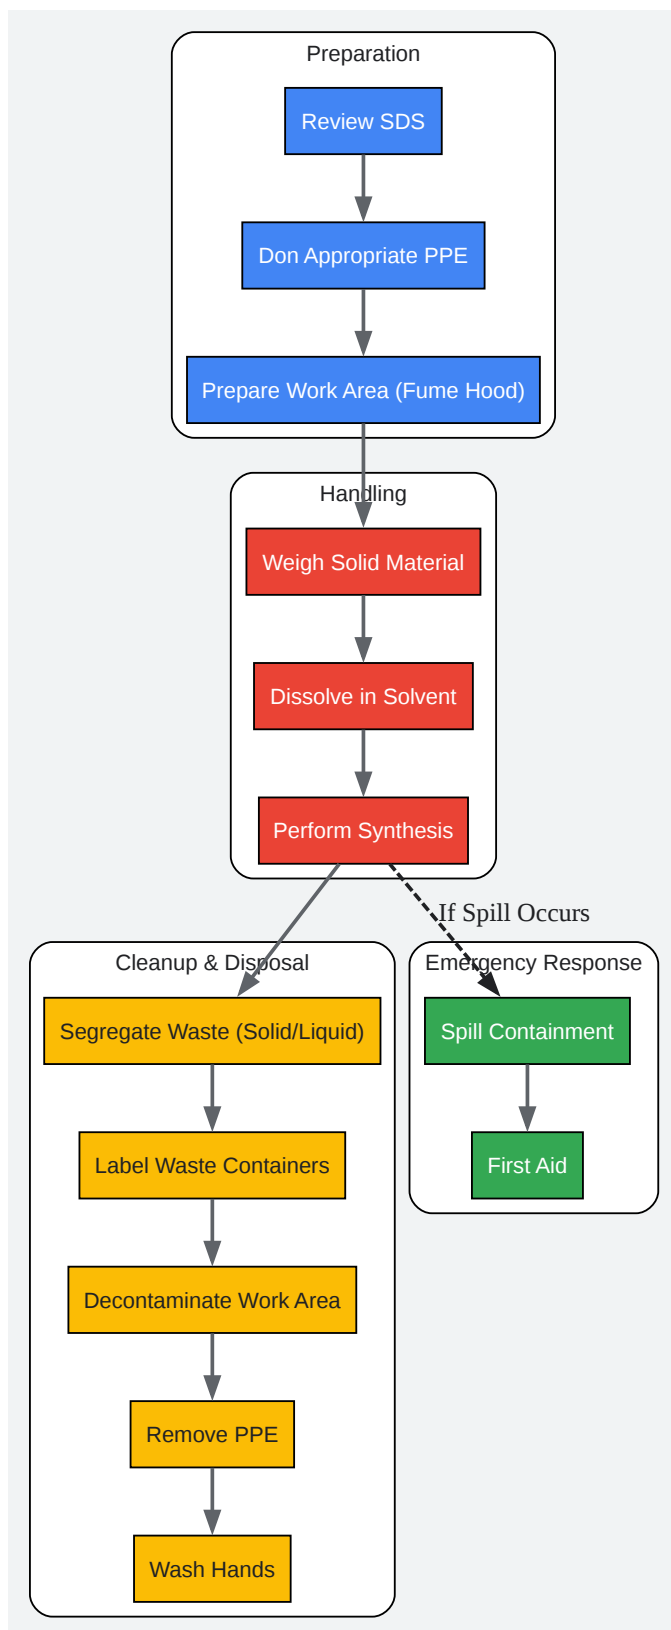 Preparation
Review SDS
Don Appropriate PPE
Prepare Work Area (Fume Hood)
Handling
Weigh Solid Material
Dissolve in Solvent
Perform Synthesis
If Spill Occurs
Cleanup & Disposal
Segregate Waste (Solid/Liquid)
Label Waste Containers
Decontaminate Work Area
Remove PPE
Wash Hands
Emergency Response
Spill Containment
First Aid